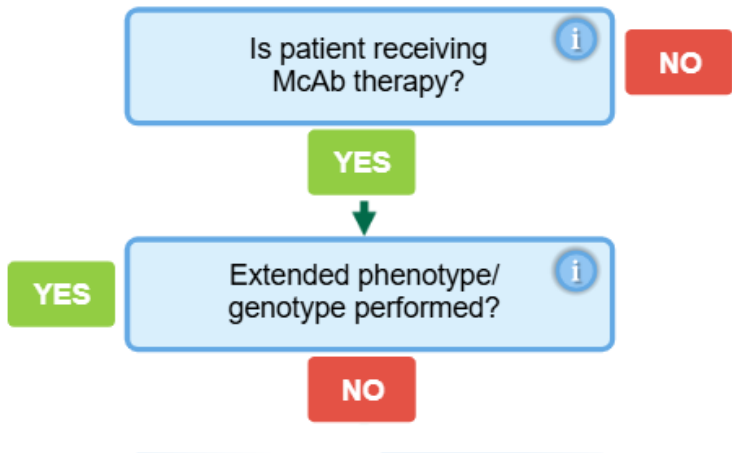 Is patient receiving
McAb therapy?
i
NO
YES
Extended phenotype/
genotype performed?
i
YES
NO